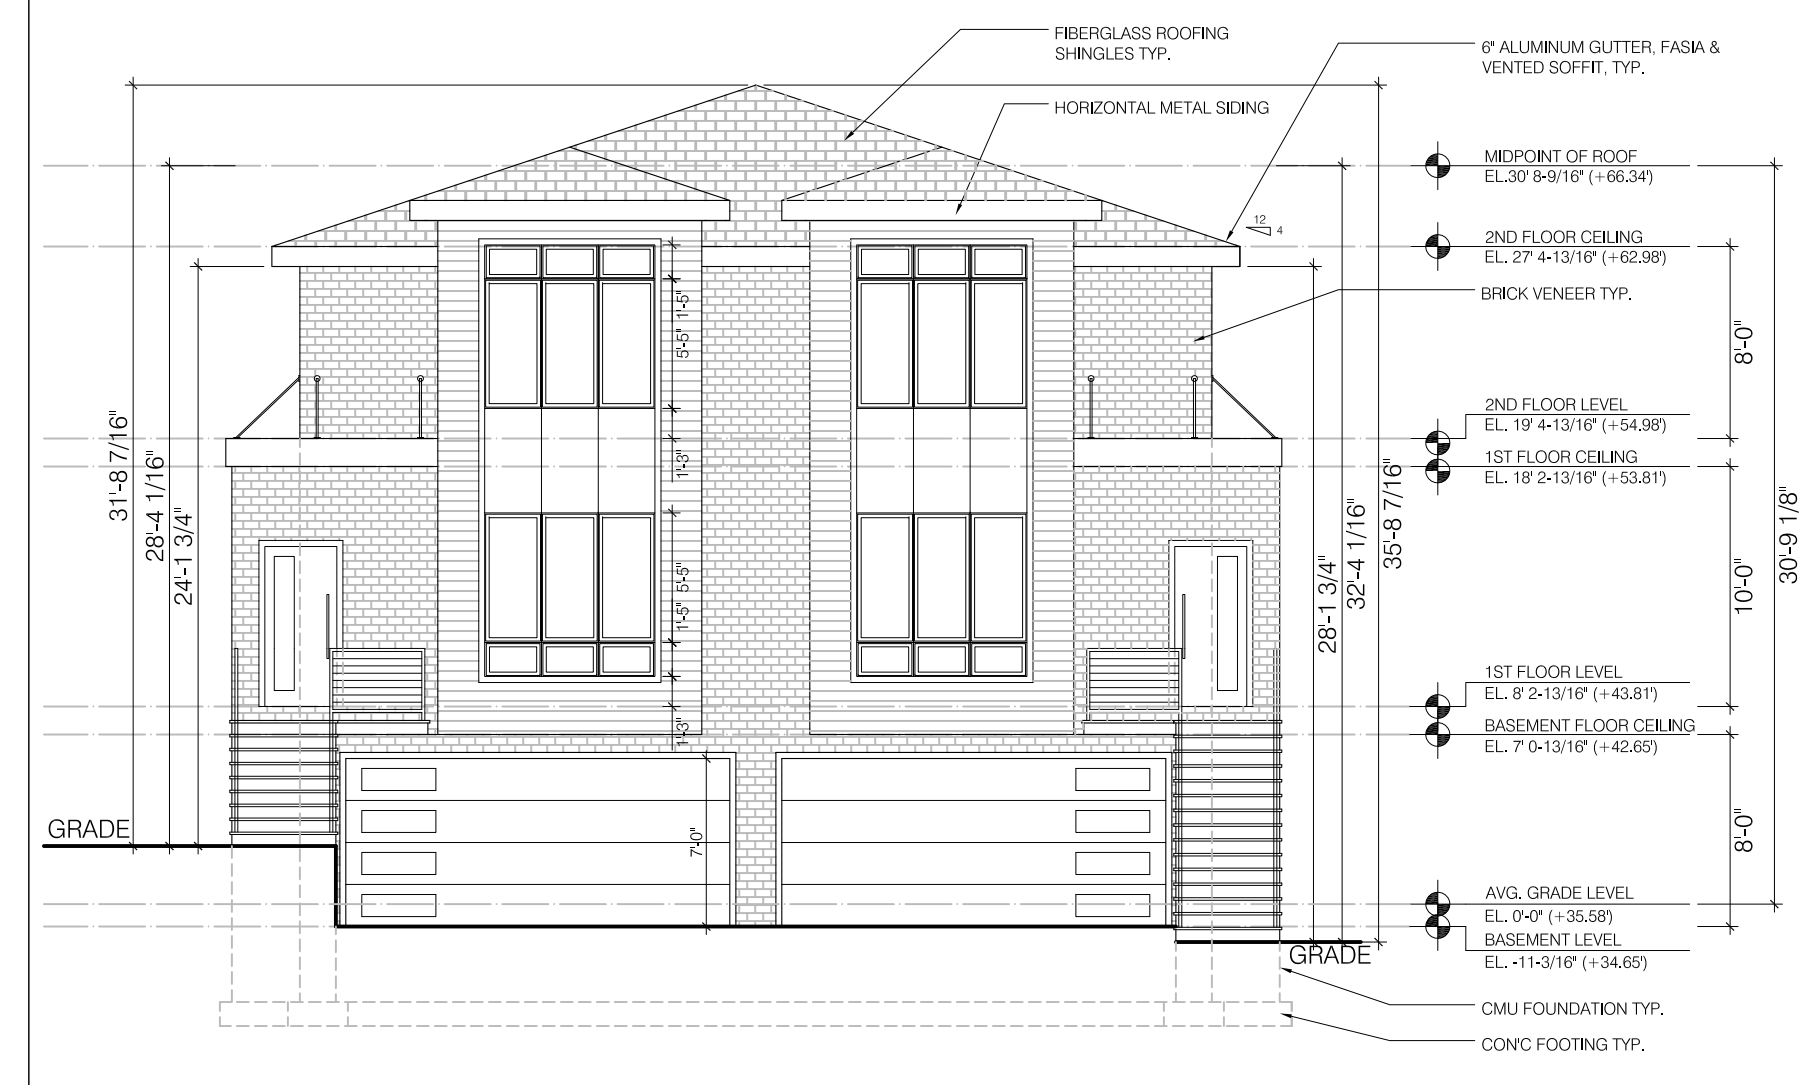 FIBERGLASS ROOFING
SHINGLES TYP.
6" ALUMINUM GUTTER, FASIA &
VENTED SOFFIT, TYP.
HORIZONTAL METAL SIDING
MIDPOINT OF ROOF
EL.30' 8-9/16" (+66.34')
12
4
2ND FLOOR CEILING
EL. 27' 4-13/16" (+62.98')
BRICK VENEER TYP.
1'-5"
5'-5"
8'-0"
2ND FLOOR LEVEL
EL. 19' 4-13/16" (+54.98')
1ST FLOOR CEILING
EL. 18' 2-13/16" (+53.81')
31'-8 7/16"
28'-4 1/16"
24'-1 3/4"
1'-3"
5'-5"
1'-5"
28'-1 3/4"
32'-4 1/16"
35'-8 7/16"
10'-0"
30'-9 1/8"
1ST FLOOR LEVEL
EL. 8' 2-13/16" (+43.81')
1'-3"
BASEMENT FLOOR CEILING
EL. 7' 0-13/16" (+42.65')
GRADE
7'-0"
8'-0"
AVG. GRADE LEVEL
EL. 0'-0" (+35.58')
BASEMENT LEVEL
EL. -11-3/16" (+34.65')
GRADE
CMU FOUNDATION TYP.
CON'C FOOTING TYP.